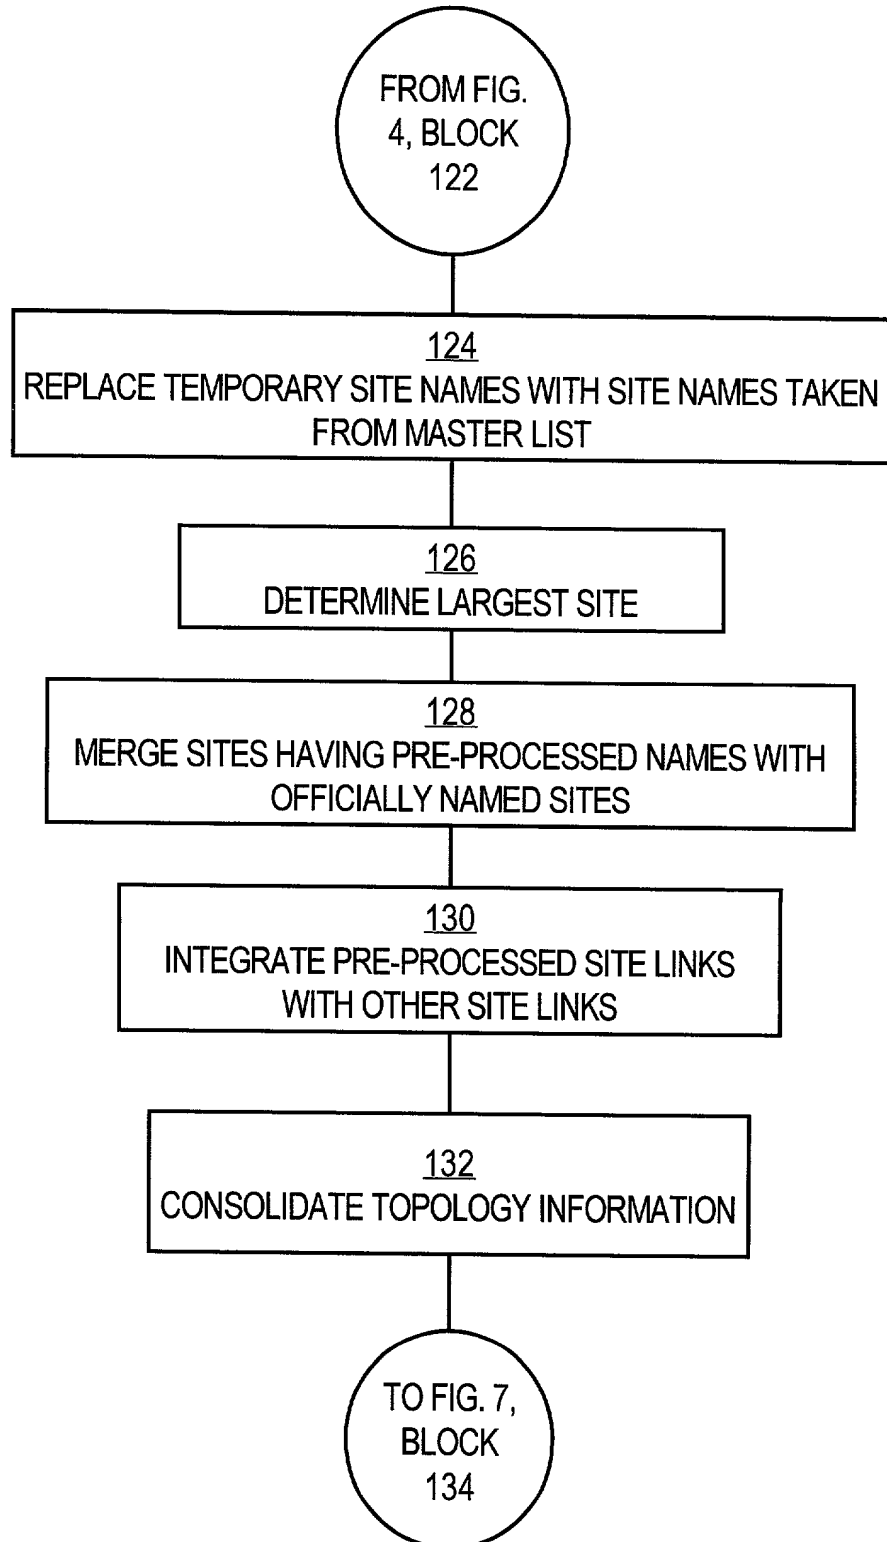 FROM FIG.
4, BLOCK
122
124
REPLACE TEMPORARY SITE NAMES WITH SITE NAMES TAKEN
FROM MASTER LIST
126
DETERMINE LARGEST SITE
128
MERGE SITES HAVING PRE-PROCESSED NAMES WITH
OFFICIALLY NAMED SITES
130
INTEGRATE PRE-PROCESSED SITE LINKS
WITH OTHER SITE LINKS
132
CONSOLIDATE TOPOLOGY INFORMATION
TO FIG. 7,
BLOCK
134